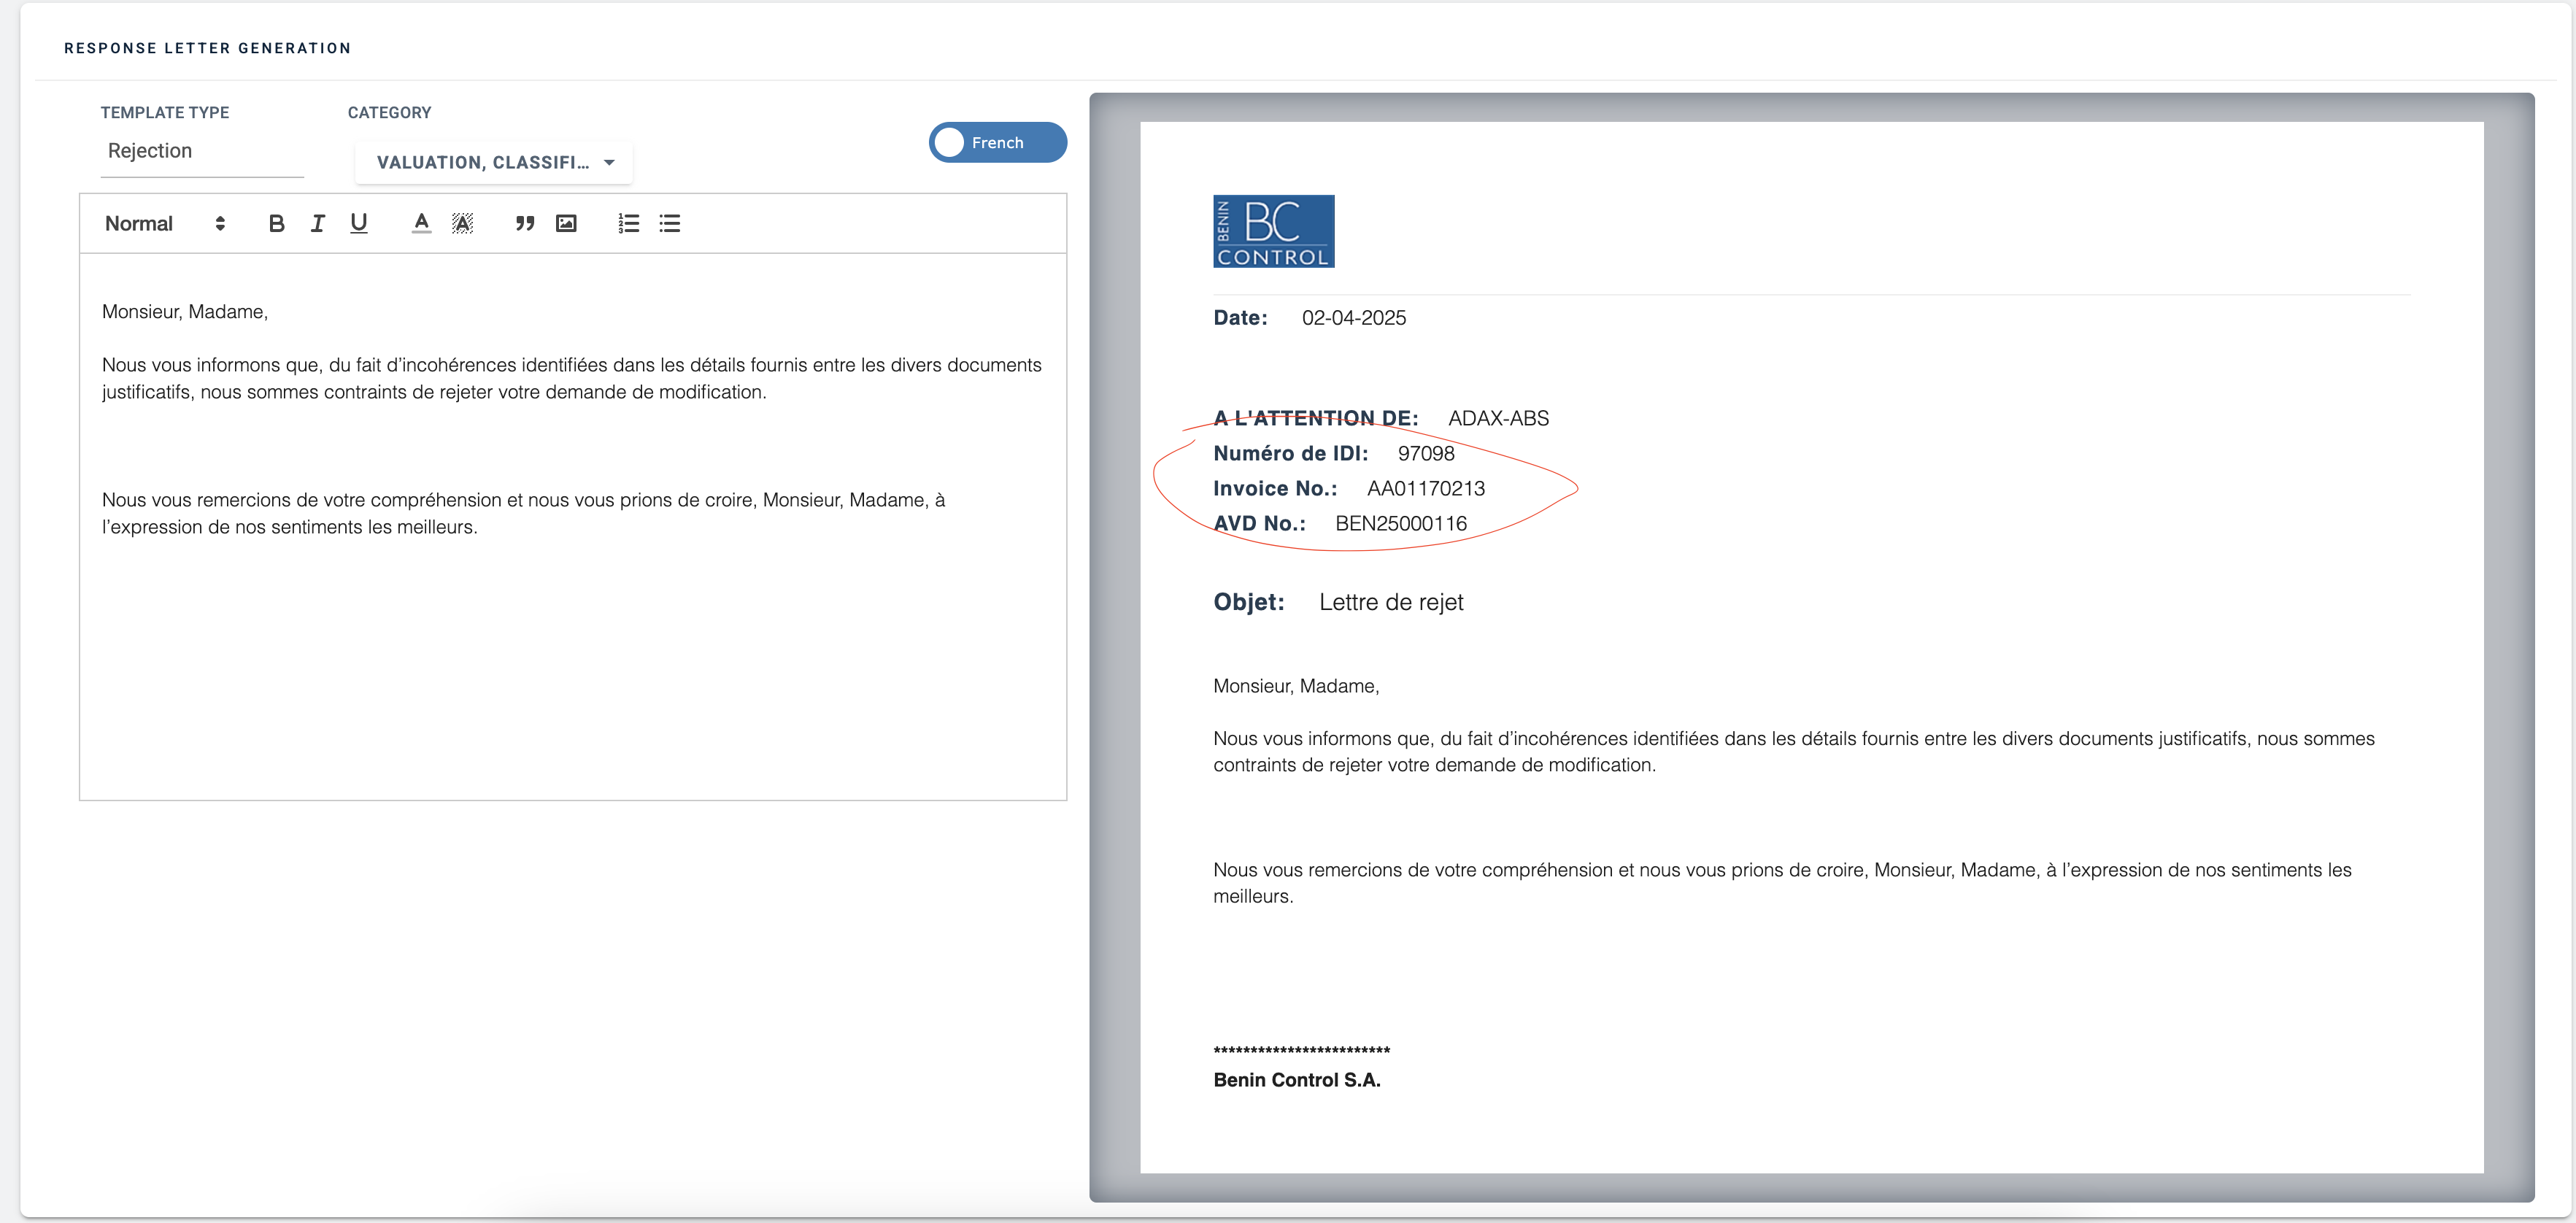 RESPONSE LETTER GENERATION
TEMPLATE TYPE
CATEGORY
Rejection
VALUATION, CLASSIFI...
French
Normal
Monsieur, Madame,
Nous vous informons que, du fait d’incohérences identifiées dans les détails fournis entre les divers documents
justificatifs, nous sommes contraints de rejeter votre demande de modification.
Nous vous remercions de votre compréhension et nous vous prions de croire, Monsieur, Madame, à
l’expression de nos sentiments les meilleurs.
BENIN
BC
CONTROL
Date: 02-04-2025
A L'ATTENTION DE: ADAX-ABS
Numéro de IDI: 97098
Invoice No.: AA01170213
AVD No.: BEN25000116
Objet: Lettre de rejet
Monsieur, Madame,
Nous vous informons que, du fait d’incohérences identifiées dans les détails fournis entre les divers documents justificatifs, nous sommes
contraints de rejeter votre demande de modification.
Nous vous remercions de votre compréhension et nous vous prions de croire, Monsieur, Madame, à l’expression de nos sentiments les
meilleurs.
************************
Benin Control S.A.